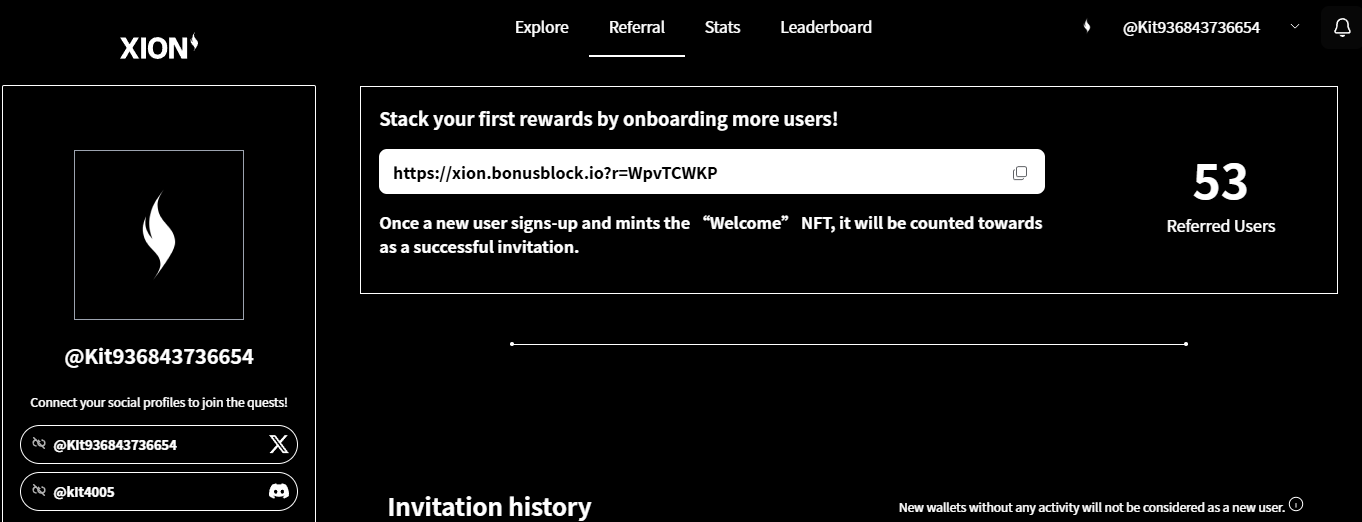 XION
Explore
Referral
Stats
Leaderboard
@Kit936843736654
Stack your first rewards by onboarding more users!
https://xion.bonusblock.io?r=WpvTCWKP
Once a new user signs-up and mints the “Welcome” NFT, it will be counted towards
as a successful invitation.
53
Referred Users
@Kit936843736654
Connect your social profiles to join the quests!
@Kit936843736654
@kit4005
Invitation history
New wallets without any activity will not be considered as a new user.